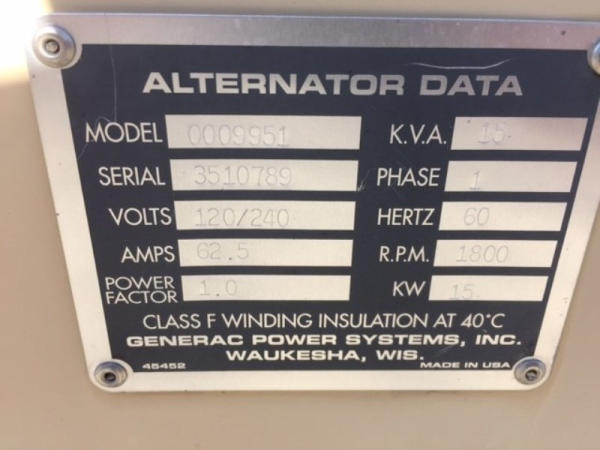 ALTERNATOR DATA
MODEL 0009951 K.V.A. 15
SERIAL 3510789 PHASE 1
VOLTS 120/240 HERTZ 60
AMPS 62.5 R.P.M. 1800
POWER FACTOR 1.0 KW 15
CLASS F WINDING INSULATION AT 40°C
GENERAC POWER SYSTEMS, INC.
WAUKESHA, WIS.
45452 MADE IN USA